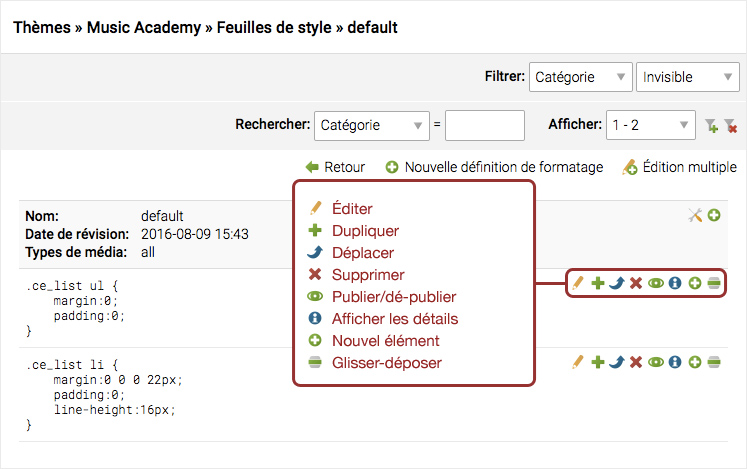 Thèmes » Music Academy » Feuilles de style » default
Filtrer: Catégorie Invisible
Rechercher: Catégorie = Afficher: 1 - 2
Retour Nouvelle définition de formatage Édition multiple
Nom: default
Date de révision: 2016-08-09 15:43
Types de média: all
Éditer
Dupliquer
Déplacer
Supprimer
Publier/dé-publier
Afficher les détails
Nouvel élément
Glisser-déposer
.ce_list ul {
    margin:0;
    padding:0;
}
.ce_list li {
    margin:0 0 0 22px;
    padding:0;
    line-height:16px;
}